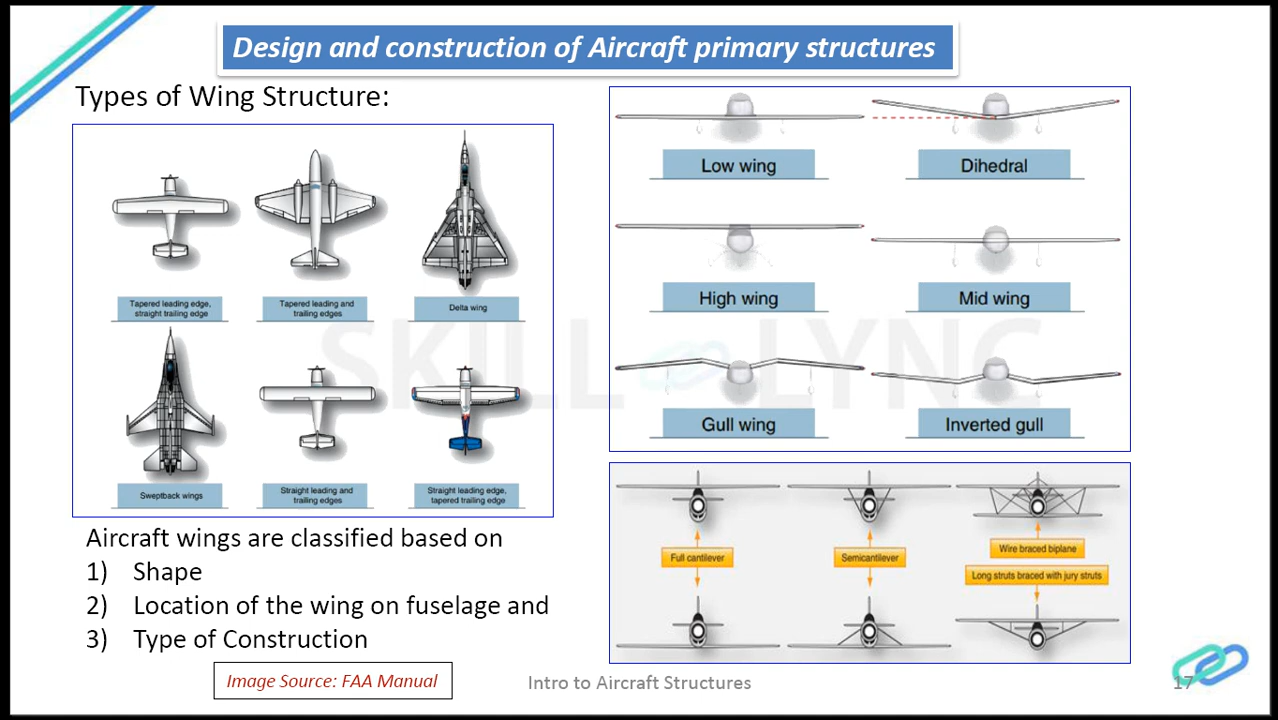 Design and construction of Aircraft primary structures
Types of Wing Structure:
Tapered leading edge,
straight trailing edge
Tapered leading and
trailing edges
Delta wing
Sweptback wings
Straight leading and
trailing edges
Straight leading edge,
tapered trailing edge
Aircraft wings are classified based on
1) Shape
2) Location of the wing on fuselage and
3) Type of Construction
Image Source: FAA Manual
Low wing
Dihedral
High wing
Mid wing
Gull wing
Inverted gull
Full cantilever
Semicantilever
Wire braced biplane
Long struts braced with jury struts
SKILL LYNC
Intro to Aircraft Structures
17